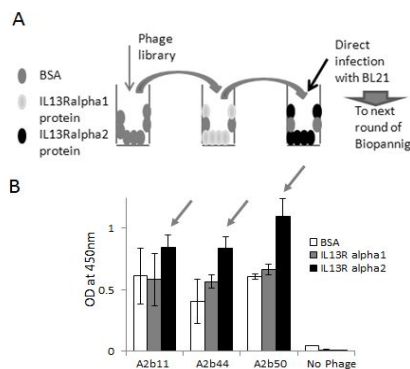 A
Phage
library
BSA
IL13Ralpha1
protein
IL13Ralpha2
protein
Direct
infection
with BL21
To next
round of
Biopannig
B
OD at 450nm
1
0.5
0
BSA
IL13R alpha1
IL13R alpha2
A2b11
A2b44
A2b50
No Phage